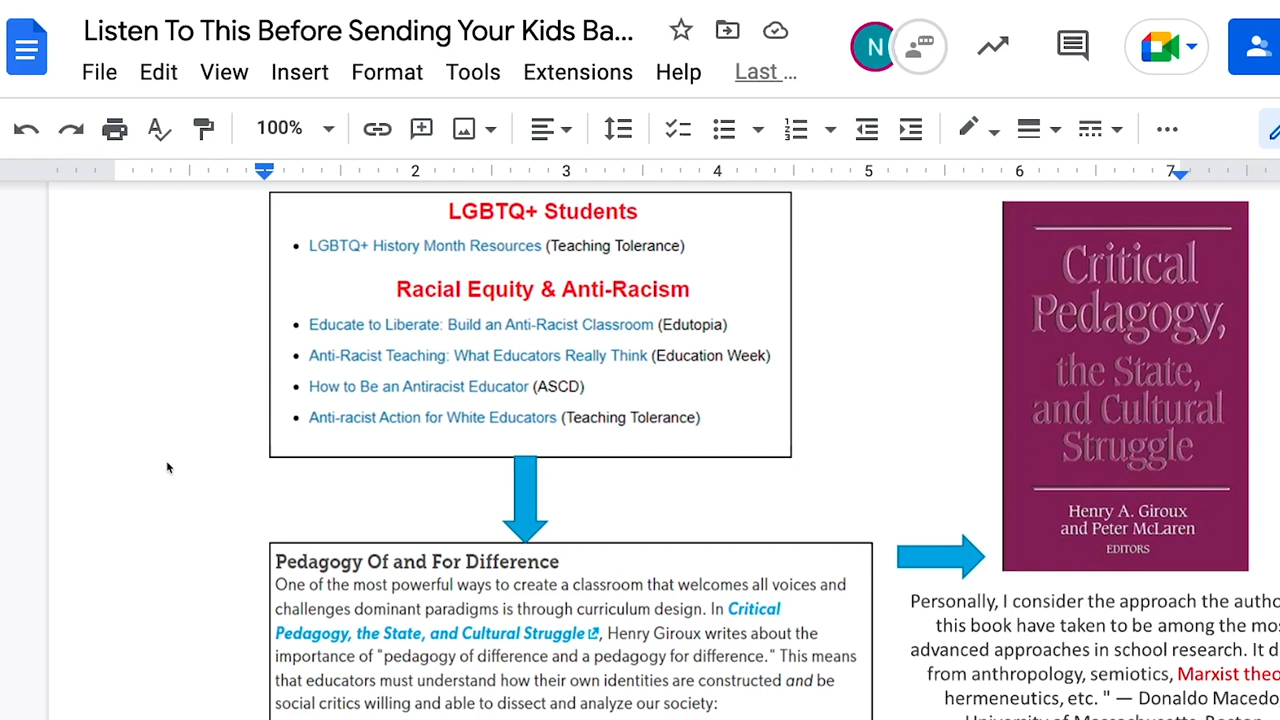 Listen To This Before Sending Your Kids Ba...
N
File Edit View Insert Format Tools Extensions Help Last ...
100%
2 3 4 5 6 7
LGBTQ+ Students
• LGBTQ+ History Month Resources (Teaching Tolerance)
Racial Equity & Anti-Racism
• Educate to Liberate: Build an Anti-Racist Classroom (Edutopia)
• Anti-Racist Teaching: What Educators Really Think (Education Week)
• How to Be an Antiracist Educator (ASCD)
• Anti-racist Action for White Educators (Teaching Tolerance)
Pedagogy Of and For Difference
One of the most powerful ways to create a classroom that welcomes all voices and
challenges dominant paradigms is through curriculum design. In Critical
Pedagogy, the State, and Cultural Struggle, Henry Giroux writes about the
importance of "pedagogy of difference and a pedagogy for difference." This means
that educators must understand how their own identities are constructed and be
social critics willing and able to dissect and analyze our society:
Critical
Pedagogy,
the State,
and Cultural
Struggle
Henry A. Giroux
and Peter McLaren
EDITORS
Personally, I consider the approach the autho
this book have taken to be among the mos
advanced approaches in school research. It d
from anthropology, semiotics, Marxist theo
hermeneutics, etc. " — Donaldo Macedo